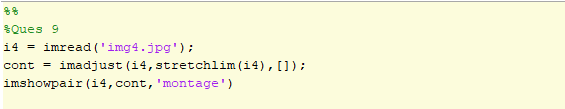 %%
%Ques 9
i4 = imread('img4.jpg');
cont = imadjust(i4,stretchlim(i4),[]);
imshowpair(i4,cont,'montage')